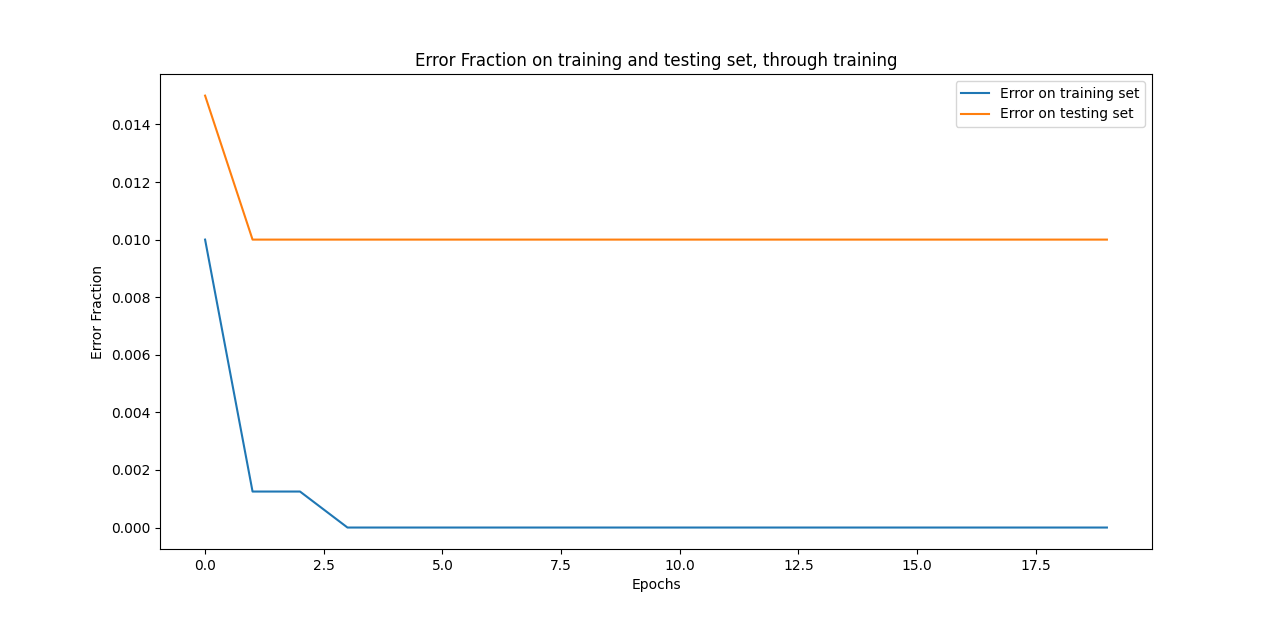 Error Fraction on training and testing set, through training
Error on training set
Error on testing set
0.014
0.012
0.010
0.008
0.006
0.004
0.002
0.000
Error Fraction
0.0 2.5 5.0 7.5 10.0 12.5 15.0 17.5
Epochs